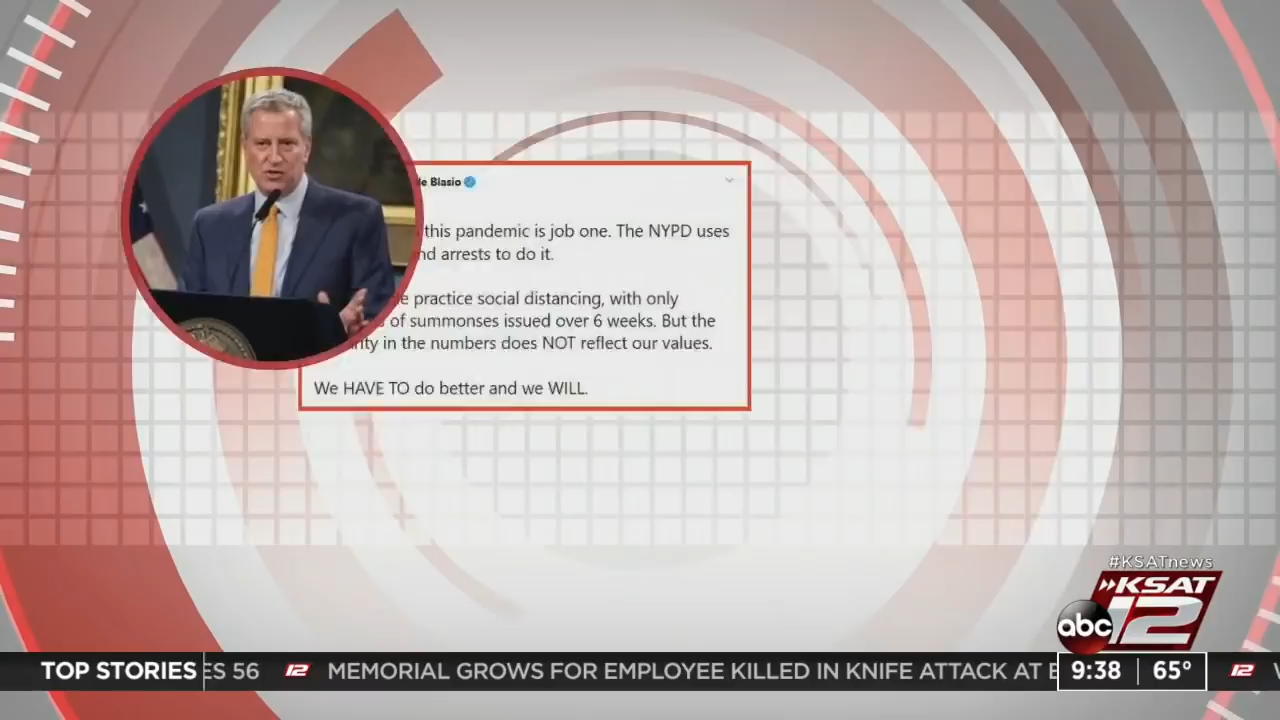 de Blasio
this pandemic is job one. The NYPD uses
and arrests to do it.
practice social distancing, with only
of summonses issued over 6 weeks. But the
in the numbers does NOT reflect our values.
We HAVE TO do better and we WILL.
#KSATnews
KSAT
abc 12
TOP STORIES ES 56 12 MEMORIAL GROWS FOR EMPLOYEE KILLED IN KNIFE ATTACK AT 9:38 65° 12